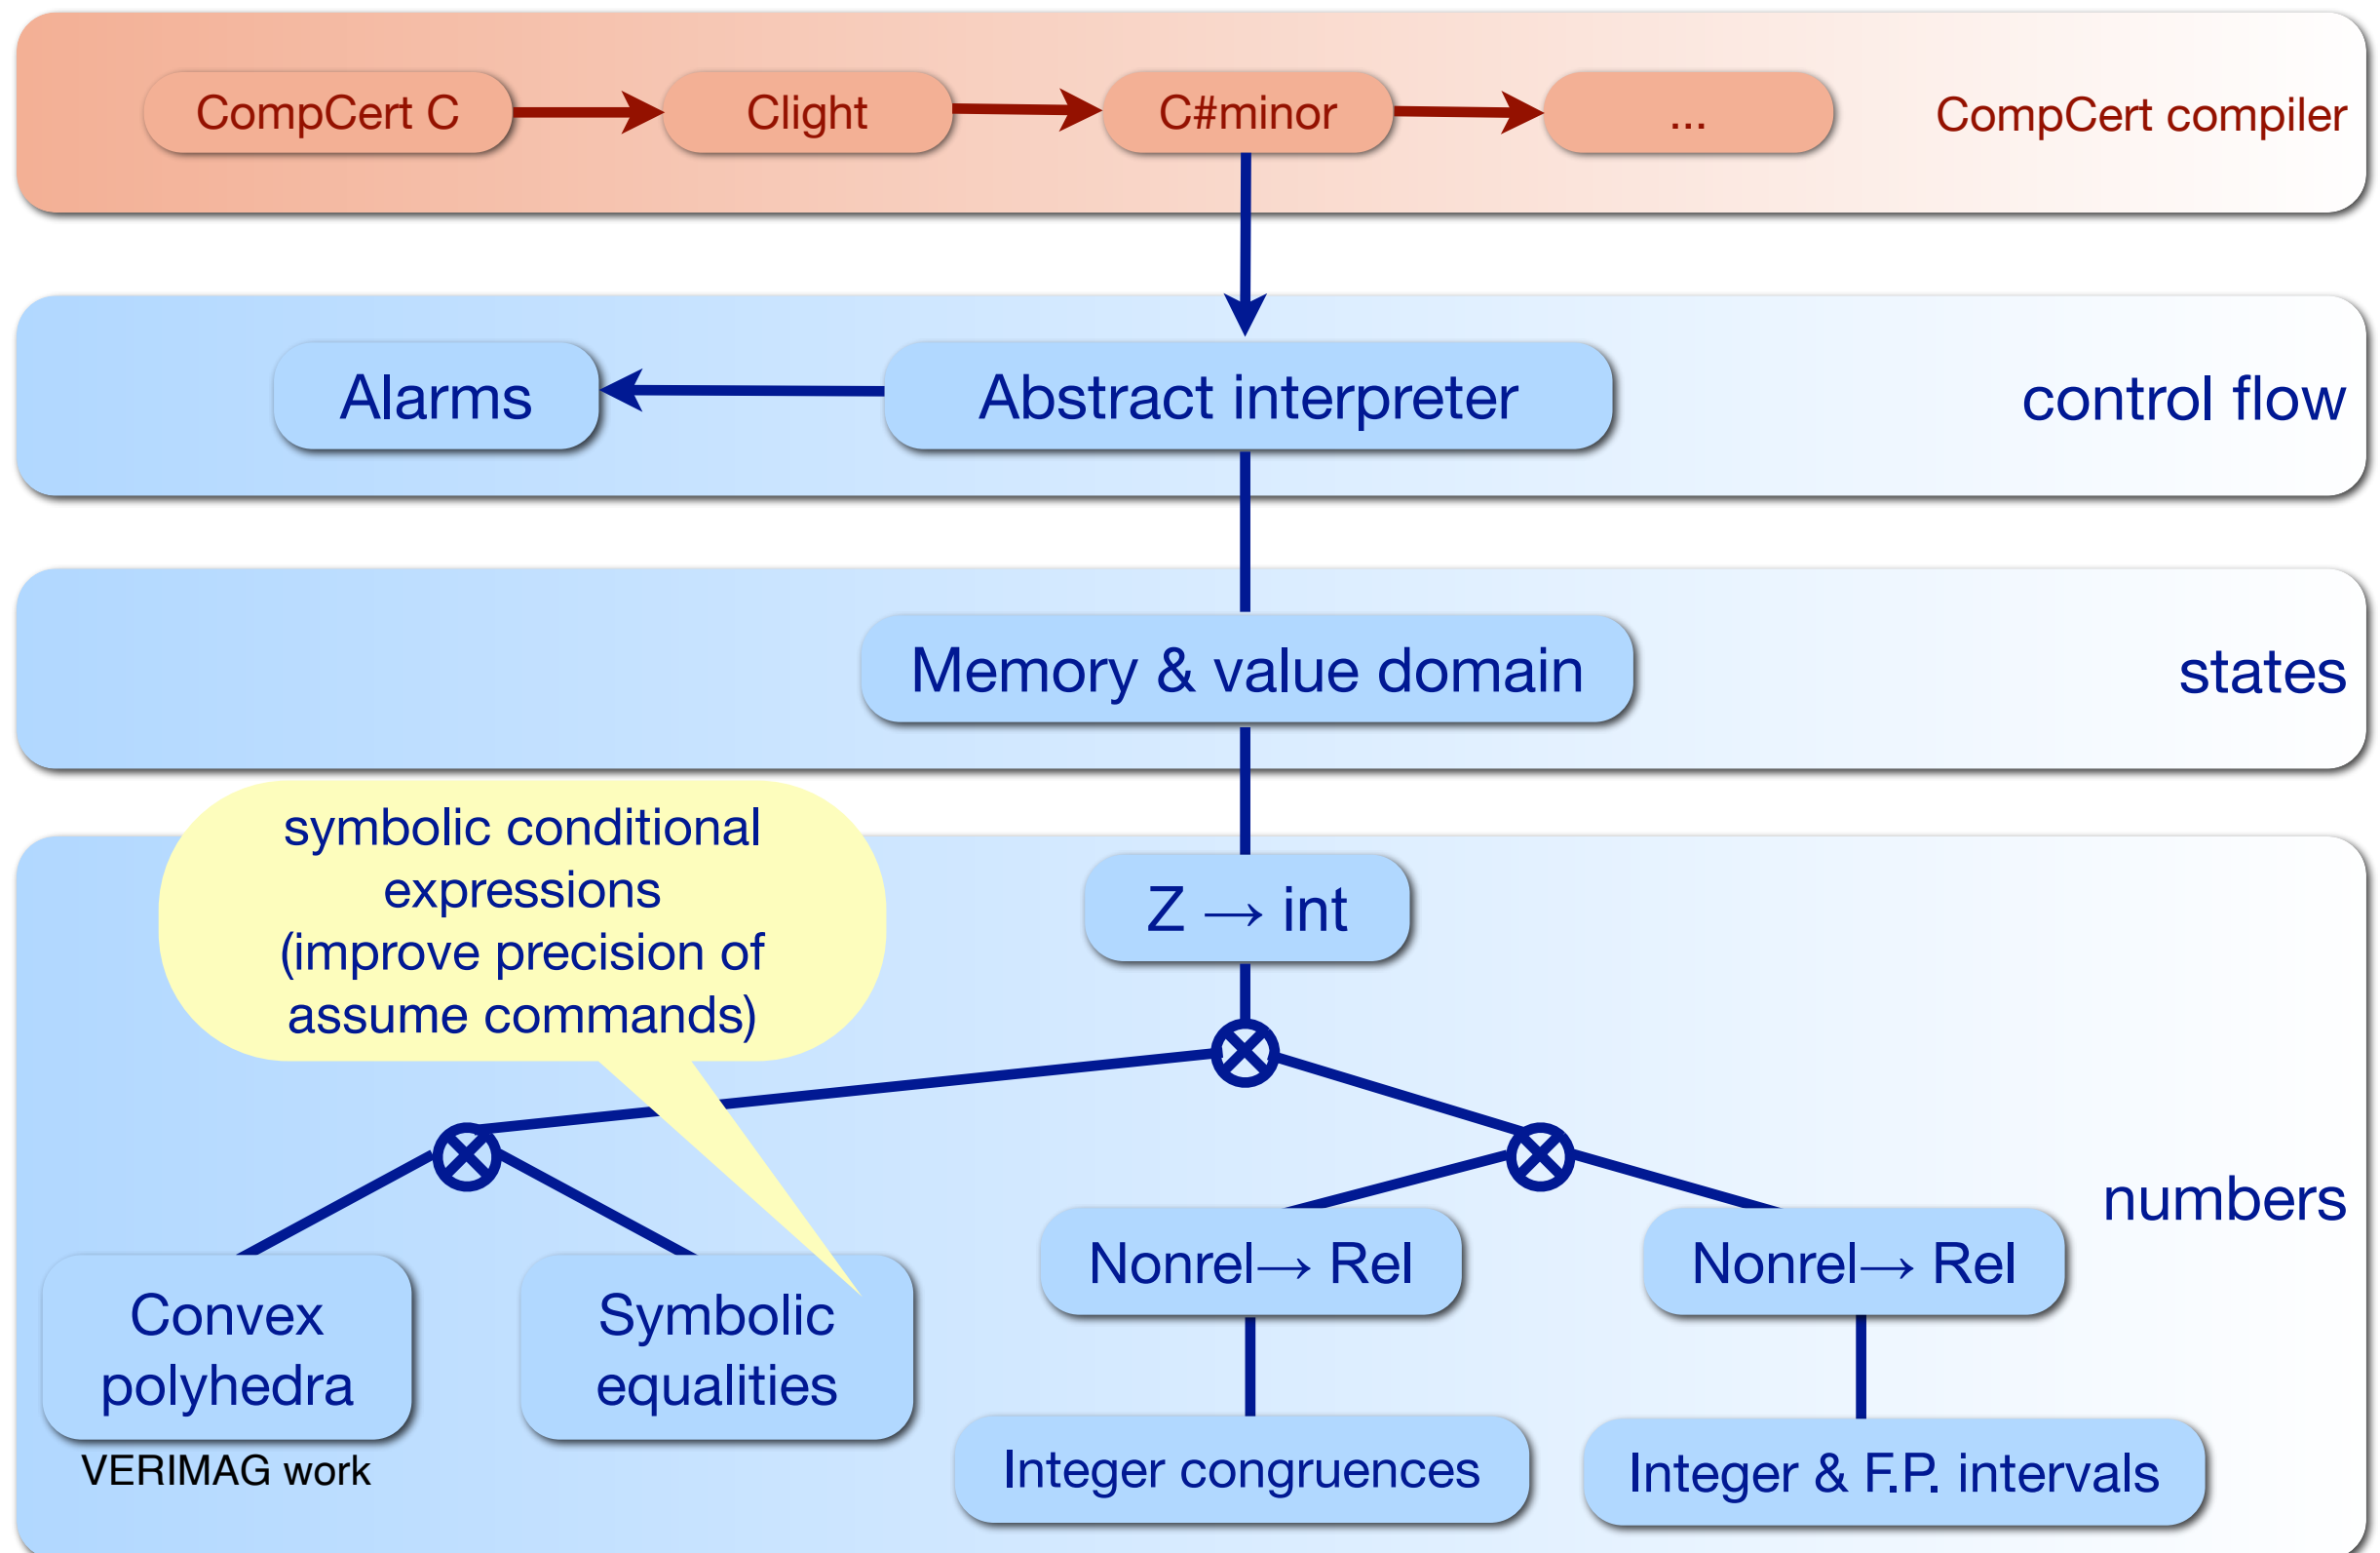 CompCert C
Clight
C#minor
...
CompCert compiler
Alarms
Abstract interpreter
control flow
Memory & value domain
states
symbolic conditional
expressions
(improve precision of
assume commands)
Z → int
numbers
Nonrel→ Rel
Nonrel→ Rel
Convex
polyhedra
Symbolic
equalities
VERIMAG work
Integer congruences
Integer & F.P. intervals